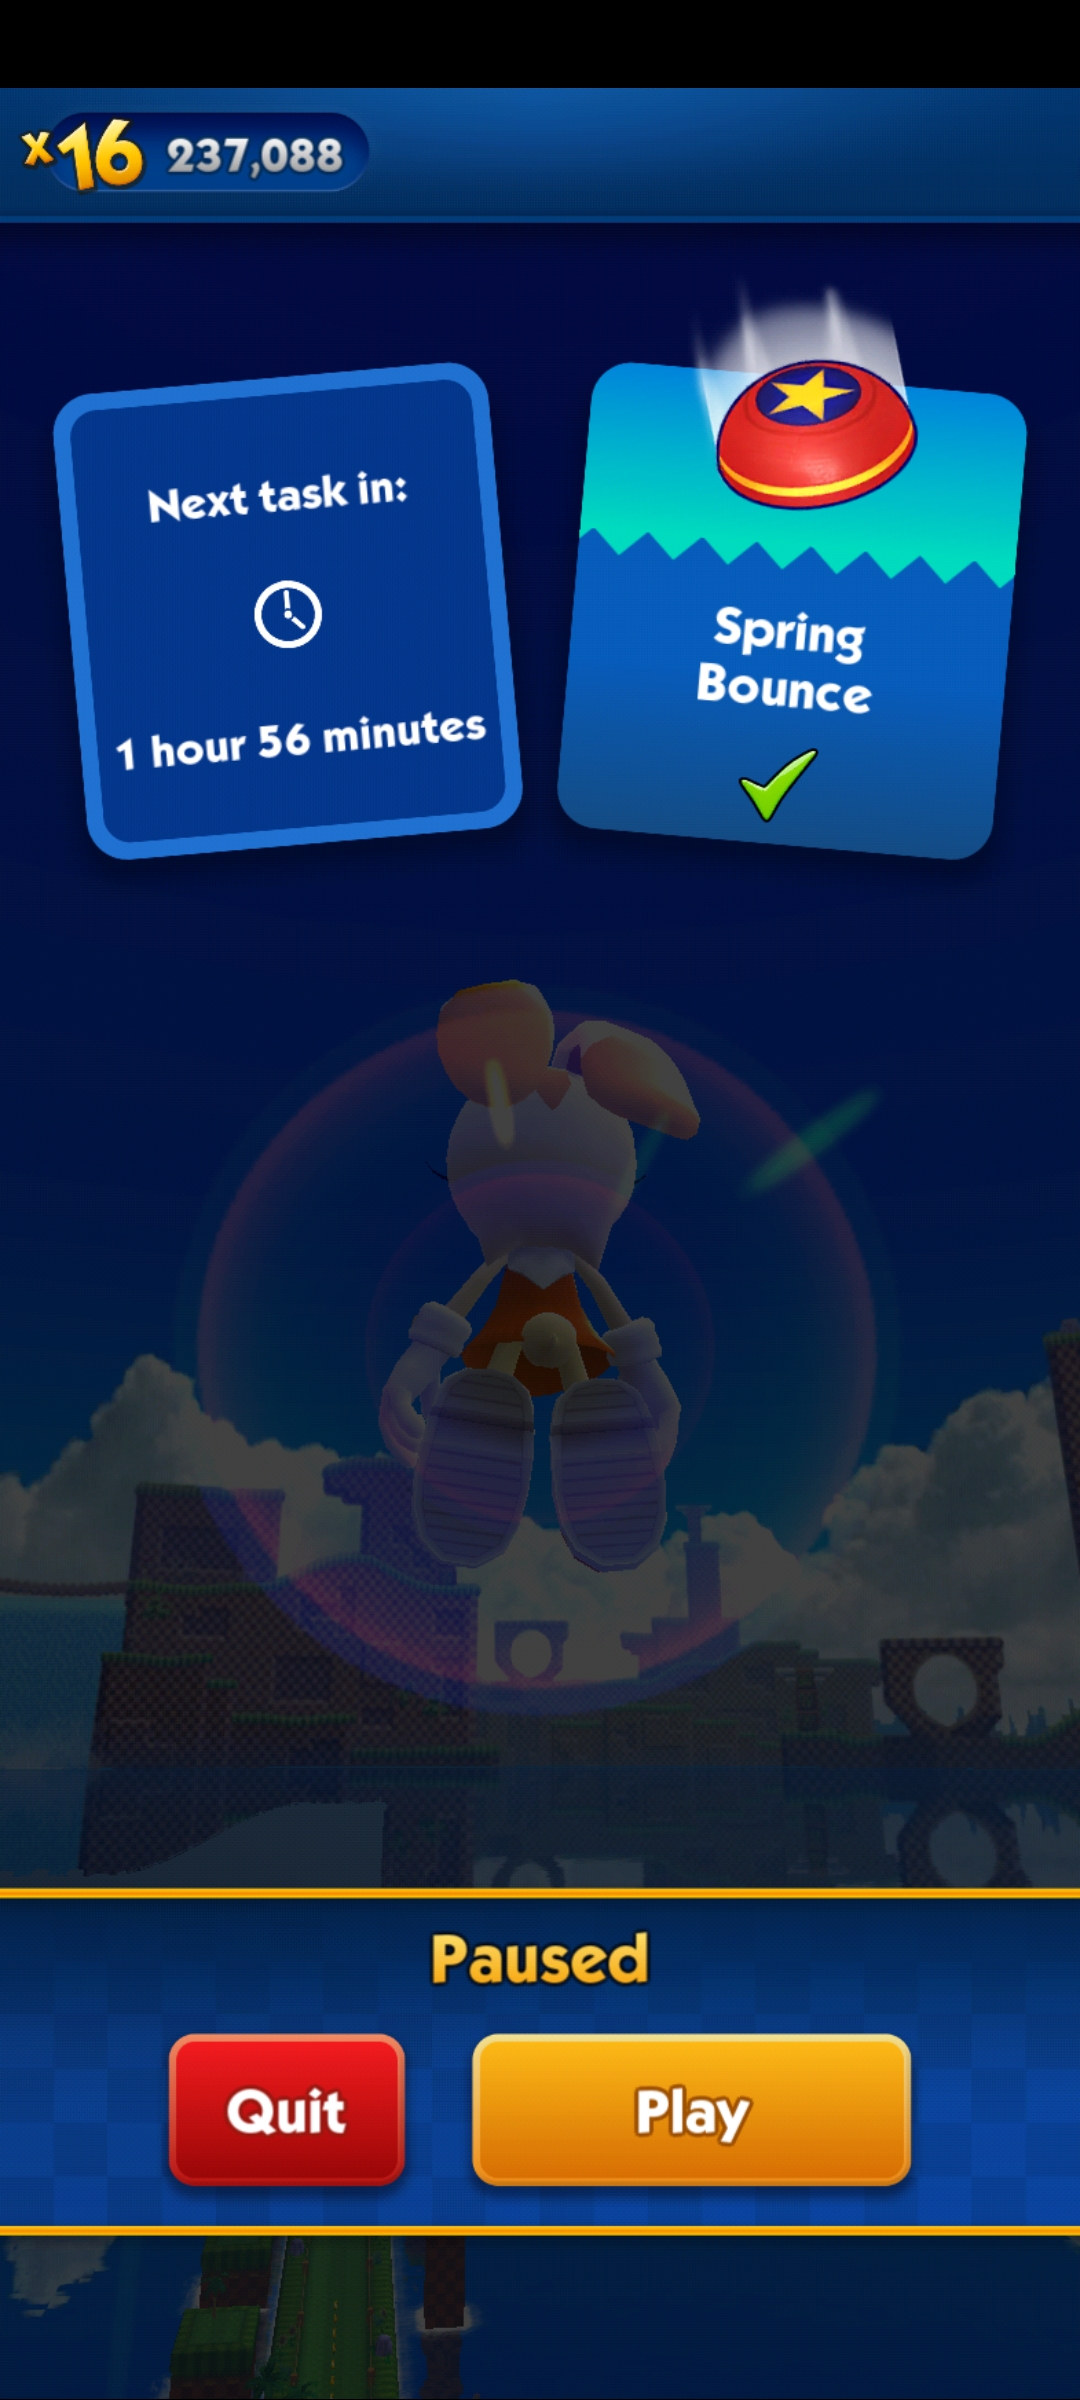 x16 237,088
Next task in:
1 hour 56 minutes
Spring
Bounce
Paused
Quit
Play